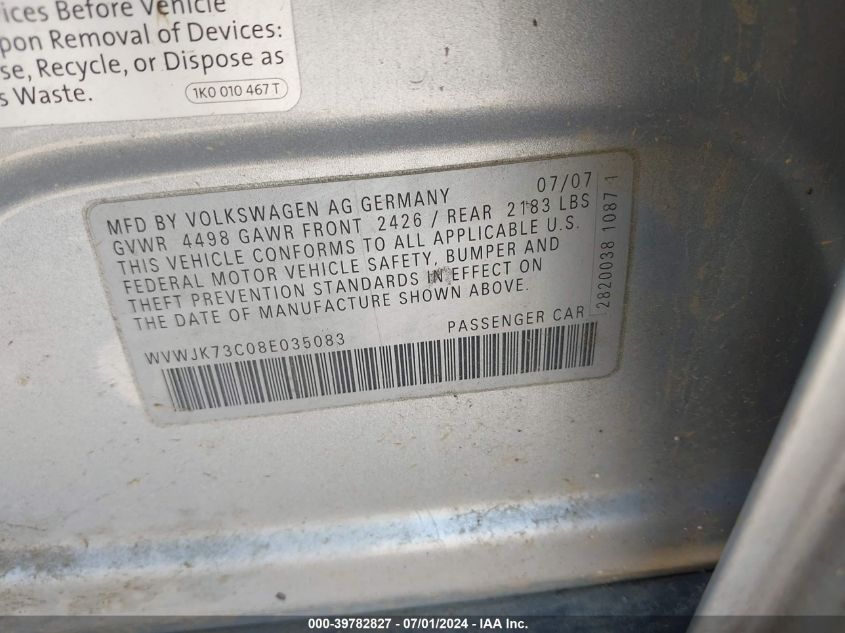 ices Before Vehicle
pon Removal of Devices:
se, Recycle, or Dispose as
s Waste.
1K0 010 467 T
07/07
MFD BY VOLKSWAGEN AG GERMANY
GVWR 4498 GAWR FRONT 2426 / REAR 2183 LBS
THIS VEHICLE CONFORMS TO ALL APPLICABLE U.S.
FEDERAL MOTOR VEHICLE SAFETY, BUMPER AND
THEFT PREVENTION STANDARDS IN EFFECT ON
THE DATE OF MANUFACTURE SHOWN ABOVE.
WVWJK73C08E035083
PASSENGER CAR
2820038 10871
000-39782827 - 07/01/2024 - IAA Inc.